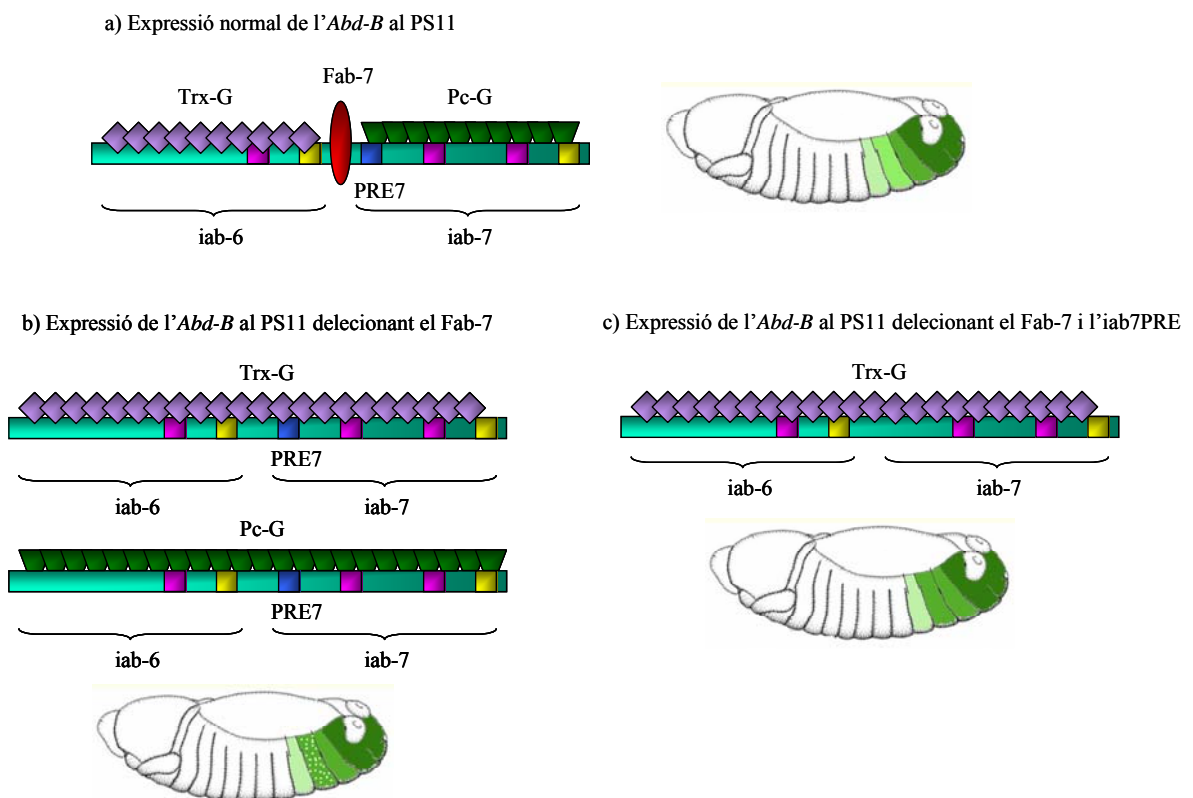 a) Expressió normal de l'Abd-B al PS11
Fab-7
Trx-G
Pc-G
PRE7
iab-6
iab-7
b) Expressió de l'Abd-B al PS11 delecionant el Fab-7
Trx-G
PRE7
iab-6
iab-7
Pc-G
PRE7
iab-6
iab-7
c) Expressió de l'Abd-B al PS11 delecionant el Fab-7 i l'iab7PRE
Trx-G
iab-6
iab-7